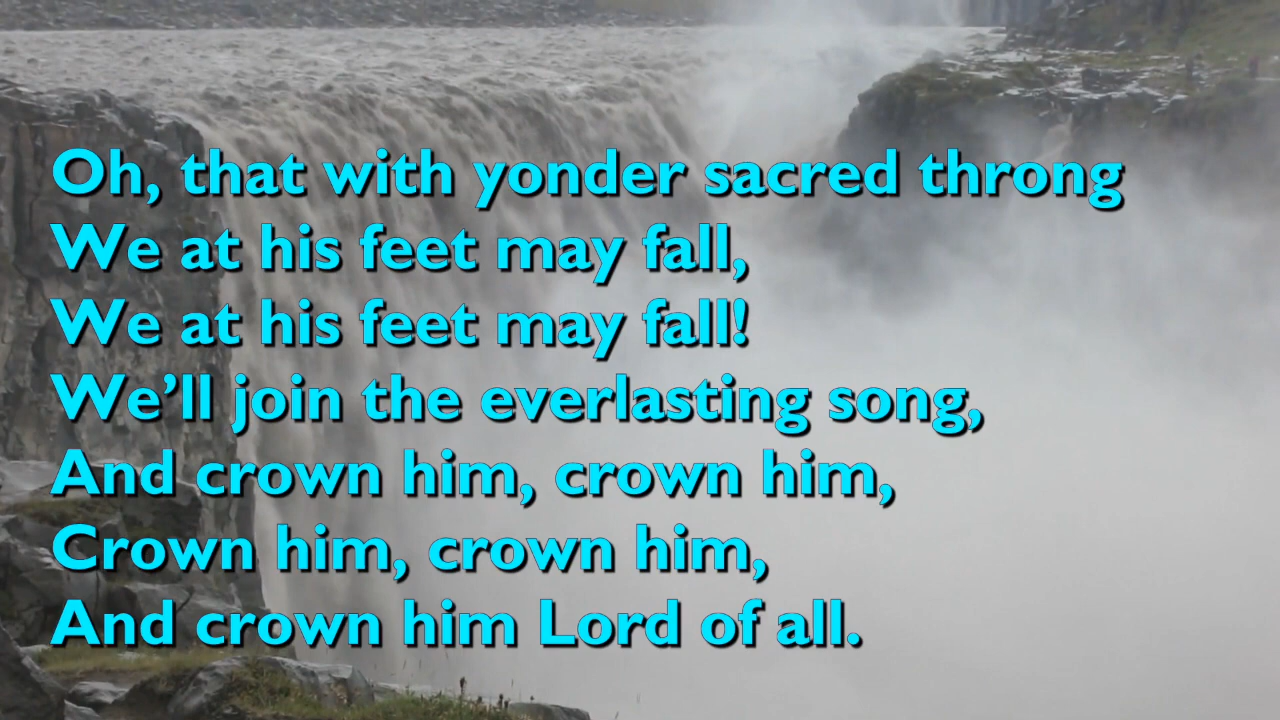 Oh, that with yonder sacred throng
We at his feet may fall,
We at his feet may fall!
We’ll join the everlasting song,
And crown him, crown him,
Crown him, crown him,
And crown him Lord of all.